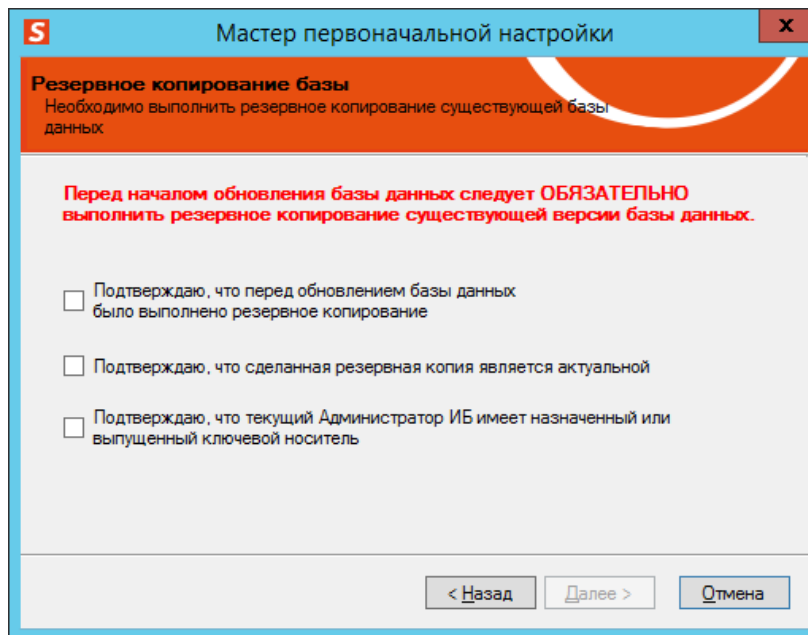 S
Мастер первоначальной настройки
x
Резервное копирование базы
Необходимо выполнить резервное копирование существующей базы
данных
Перед началом обновления базы данных следует ОБЯЗАТЕЛЬНО
выполнить резервное копирование существующей версии базы данных.
Подтверждаю, что перед обновлением базы данных
было выполнено резервное копирование
Подтверждаю, что сделанная резервная копия является актуальной
Подтверждаю, что текущий Администратор ИБ имеет назначенный или
выпущенный ключевой носитель
< Назад
Далее >
Отмена